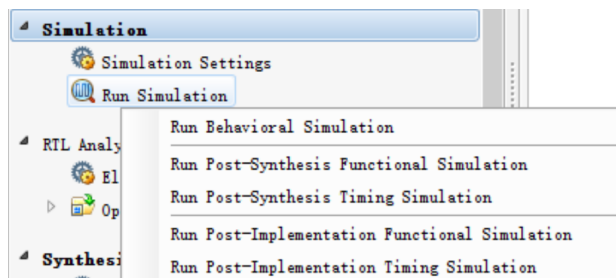 Simulation
Simulation Settings
Run Simulation
Run Behavioral Simulation
RTL Analy
Run Post-Synthesis Functional Simulation
El
Run Post-Synthesis Timing Simulation
Op
Run Post-Implementation Functional Simulation
Synthesi
Run Post-Implementation Timing Simulation